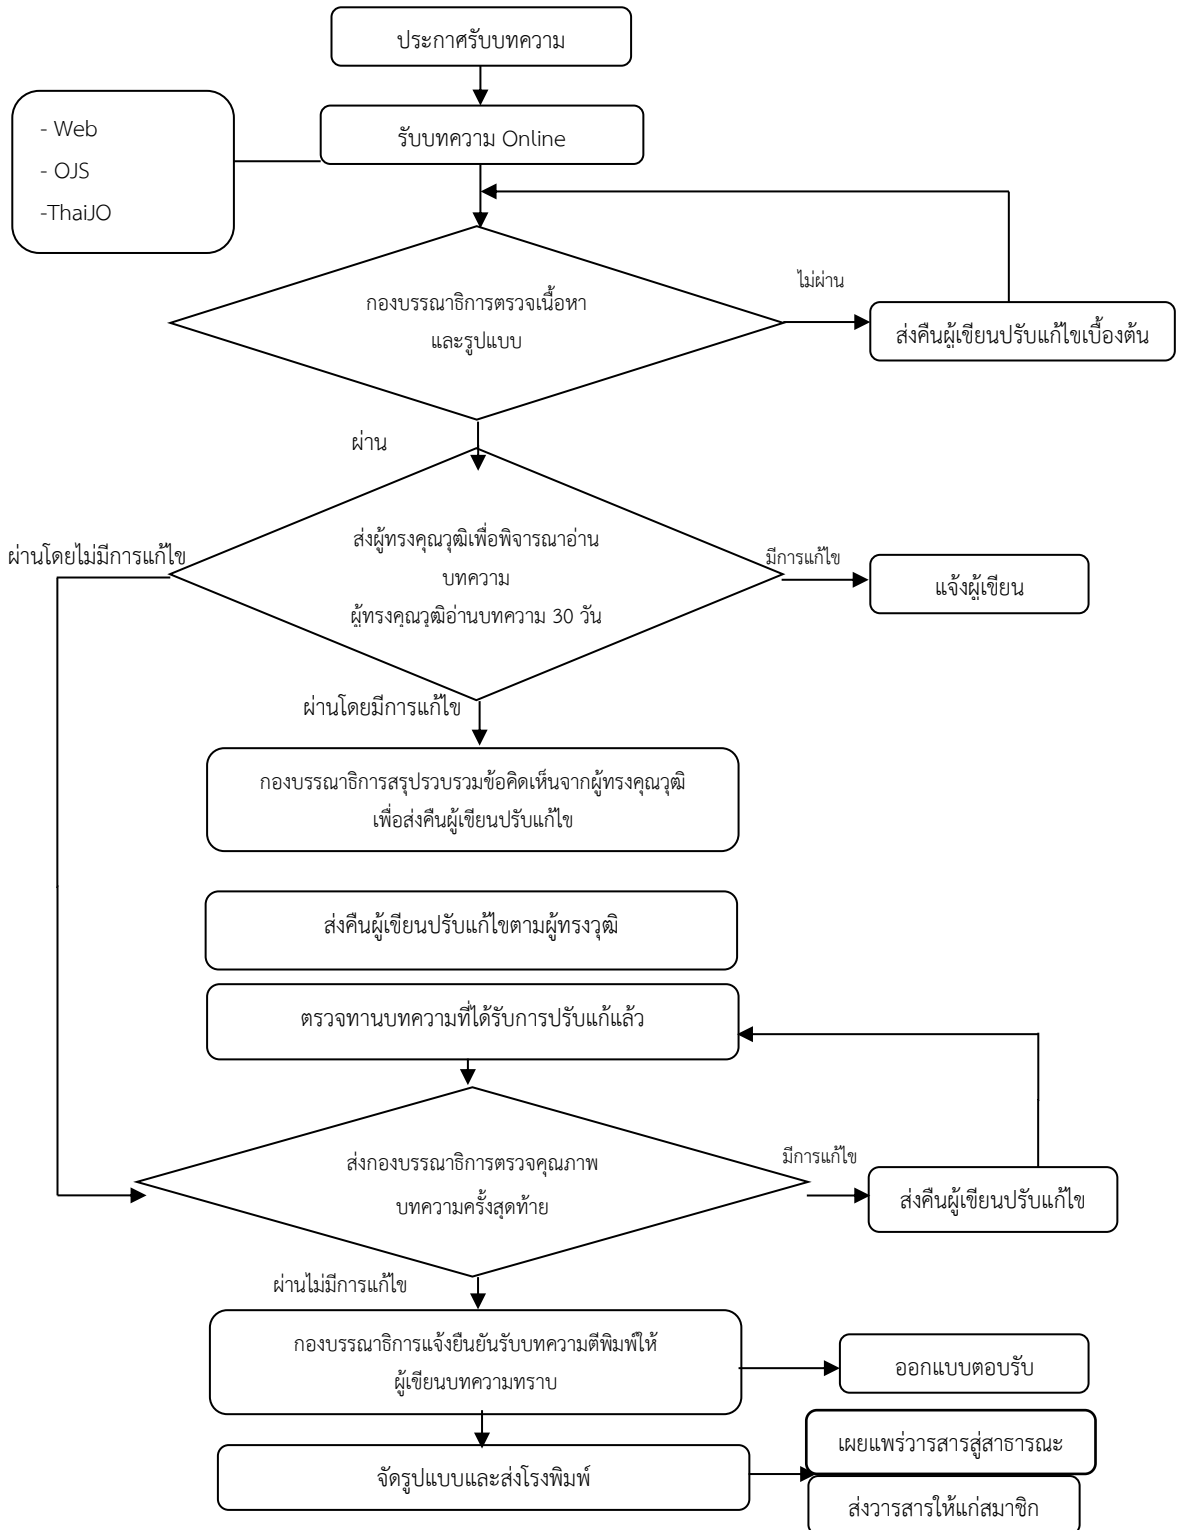 ประกาศรับบทความ
- Web
- OJS
-ThaiJO
รับบทความ Online
กองบรรณาธิการตรวจเนื้อหา
และรูปแบบ
ไม่ผ่าน
ส่งคืนผู้เขียนปรับแก้ไขเบื้องต้น
ผ่าน
ผ่านโดยไม่มีการแก้ไข
ส่งผู้ทรงคุณวุฒิเพื่อพิจารณาอ่าน
บทความ
ผู้ทรงคุณวุฒิอ่านบทความ 30 วัน
มีการแก้ไข
แจ้งผู้เขียน
ผ่านโดยมีการแก้ไข
กองบรรณาธิการสรุปรวบรวมข้อคิดเห็นจากผู้ทรงคุณวุฒิ
เพื่อส่งคืนผู้เขียนปรับแก้ไข
ส่งคืนผู้เขียนปรับแก้ไขตามผู้ทรงวุฒิ
ตรวจทานบทความที่ได้รับการปรับแก้แล้ว
ส่งกองบรรณาธิการตรวจคุณภาพ
บทความครั้งสุดท้าย
มีการแก้ไข
ส่งคืนผู้เขียนปรับแก้ไข
ผ่านไม่มีการแก้ไข
กองบรรณาธิการแจ้งยืนยันรับบทความตีพิมพ์ให้
ผู้เขียนบทความทราบ
ออกแบบตอบรับ
เผยแพร่วารสารสู่สาธารณะ
จัดรูปแบบและส่งโรงพิมพ์
ส่งวารสารให้แก่สมาชิก